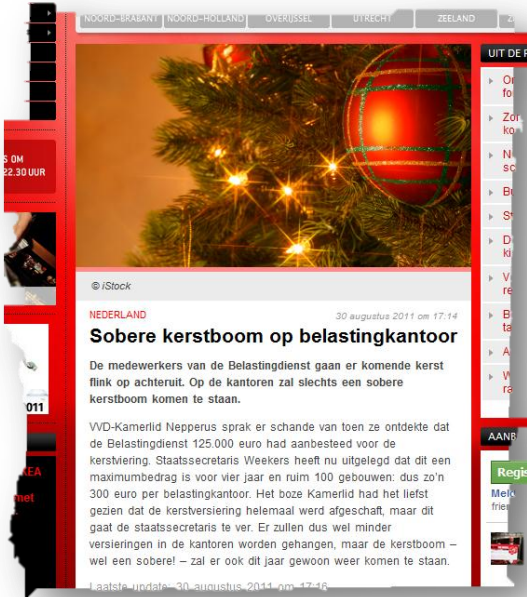 NOORD-BRABANT NOORD-HOLLAND OVERIJSSEL UTRECHT ZEELAND
UIT DE
S OM
22.30 UUR
© iStock
NEDERLAND
30 augustus 2011 om 17:14
Sobere kerstboom op belastingkantoor
De medewerkers van de Belastingdienst gaan er komende kerst
flink op achteruit. Op de kantoren zal slechts een sobere
kerstboom komen te staan.
VVD-Kamerlid Nepperus sprak er schande van toen ze ontdekte dat
de Belastingdienst 125.000 euro had aanbesteed voor de
kerstviering. Staatssecretaris Weekers heeft nu uitgelegd dat dit een
maximumbedrag is voor vier jaar en ruim 100 gebouwen: dus zo'n
300 euro per belastingkantoor. Het boze Kamerlid had het liefst
gezien dat de kerstversiering helemaal werd afgeschaft, maar dit
gaat de staatssecretaris te ver. Er zullen dus wel minder
versieringen in de kantoren worden gehangen, maar de kerstboom –
wel een sobere! – zal er ook dit jaar gewoon weer komen te staan.
Laatste update: 30 augustus 2011 om 17:16
2011
KEA
met
AANB
Regis